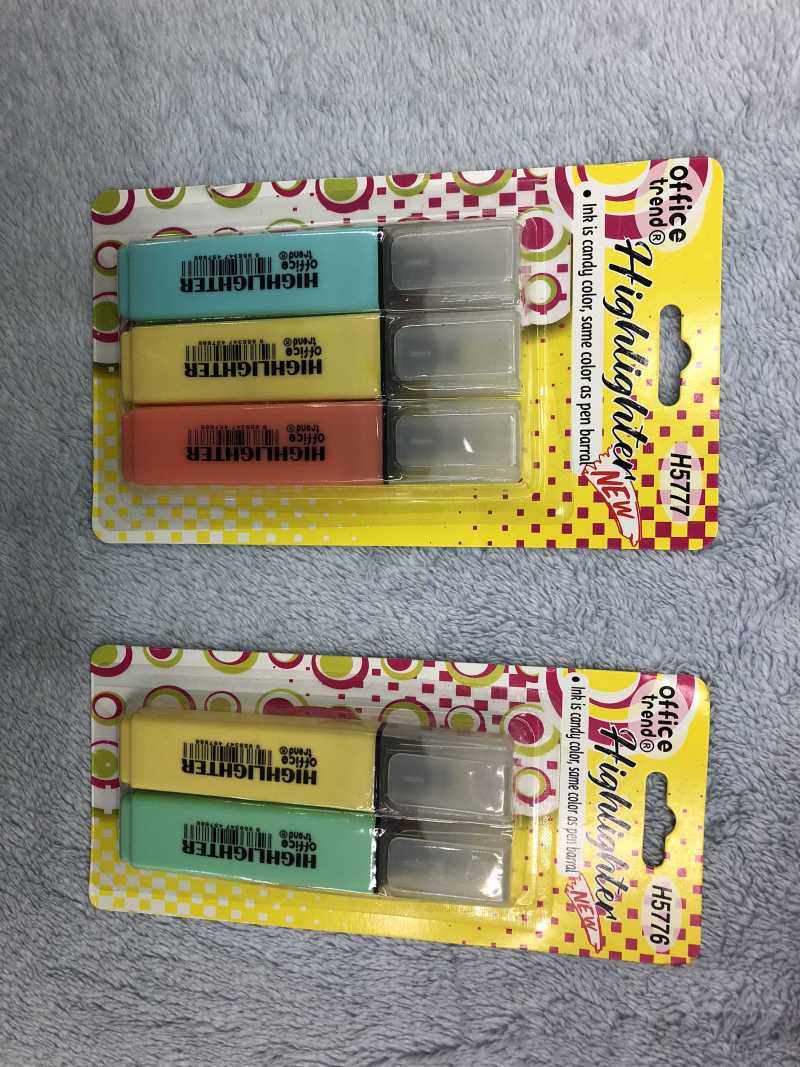 office
trend®
Highlighter
• Ink is candy color, same color as pen barral
NEW
H5777
HIGHLIGHTER
office
trend®
HIGHLIGHTER
office
trend®
HIGHLIGHTER
office
trend®
office
trend®
Highlighter
• Ink is candy color, same color as pen barral
NEW
H5776
HIGHLIGHTER
office
trend®
HIGHLIGHTER
office
trend®